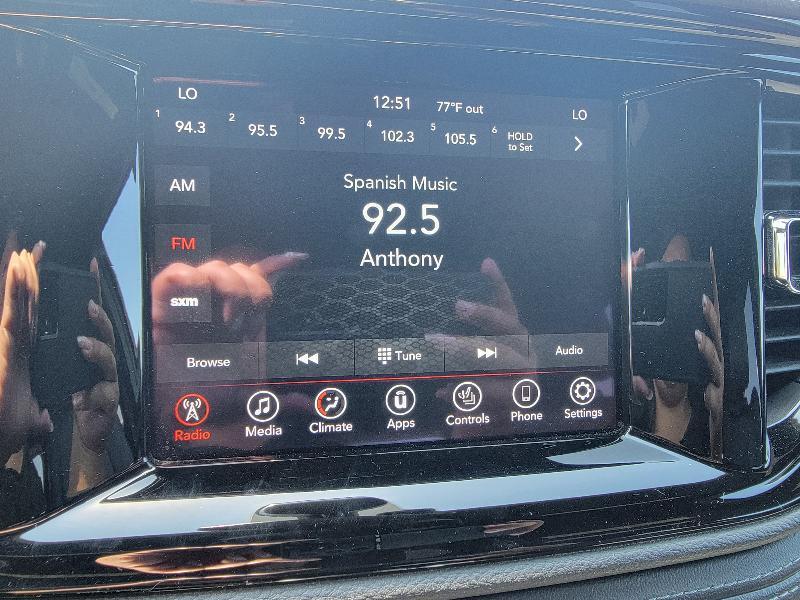 LO 12:51 77°F out LO
1 94.3 2 95.5 3 99.5 4 102.3 5 105.5 6 HOLD
to Set
AM
Spanish Music
92.5
FM
Anthony
sxm
Browse Tune Audio
Radio Media Climate Apps Controls Phone Settings